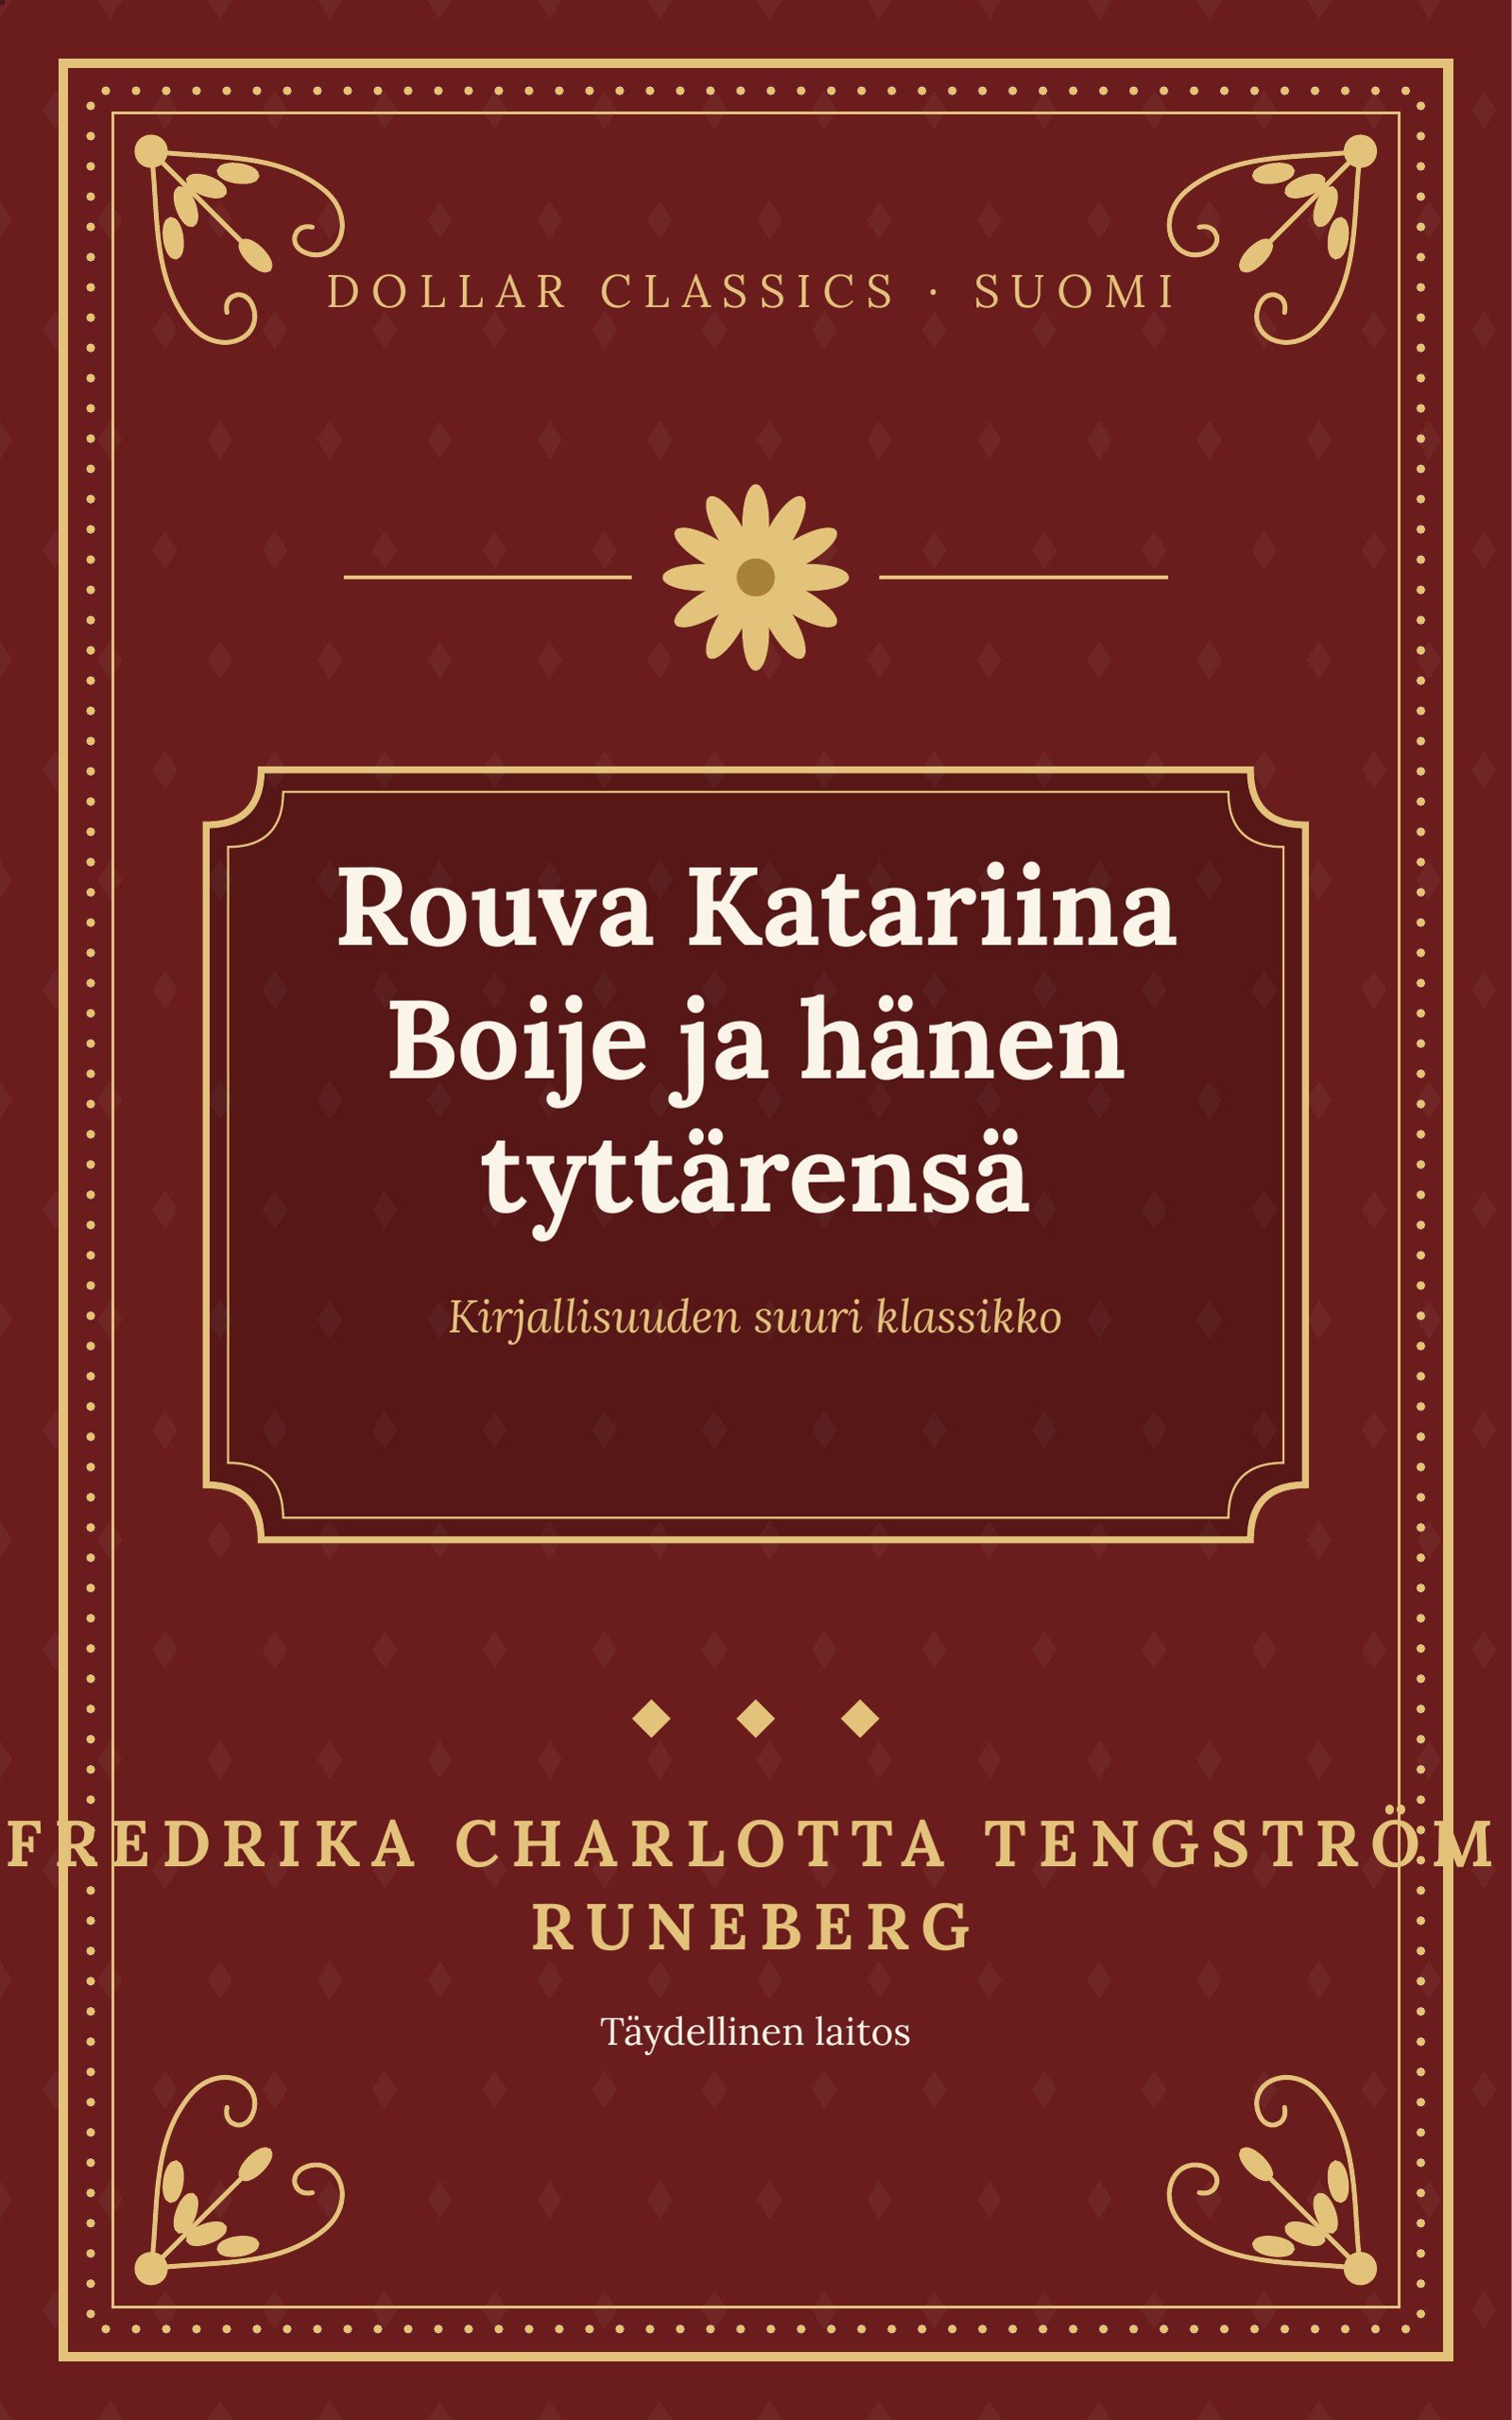 DOLLAR CLASSICS · SUOMI
Rouva Katariina
Boije ja hänen
tyttärensä
Kirjallisuuden suuri klassikko
FREDRIKA CHARLOTTA TENGSTRÖM
RUNEBERG
Täydellinen laitos